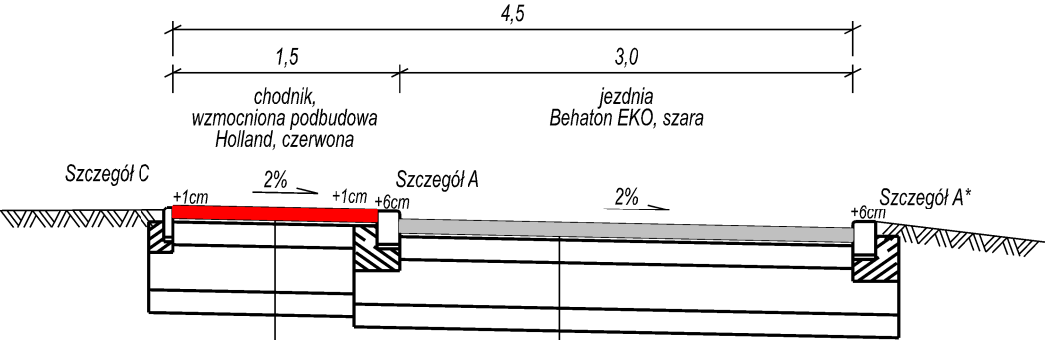 4,5
1,5
3,0
chodnik,
wzmocniona podbudowa
Holland, czerwona
jezdnia
Behaton EKO, szara
Szczegół C
+1cm
2%
+1cm
+6cm
Szczegół A
2%
+6cm
Szczegół A*